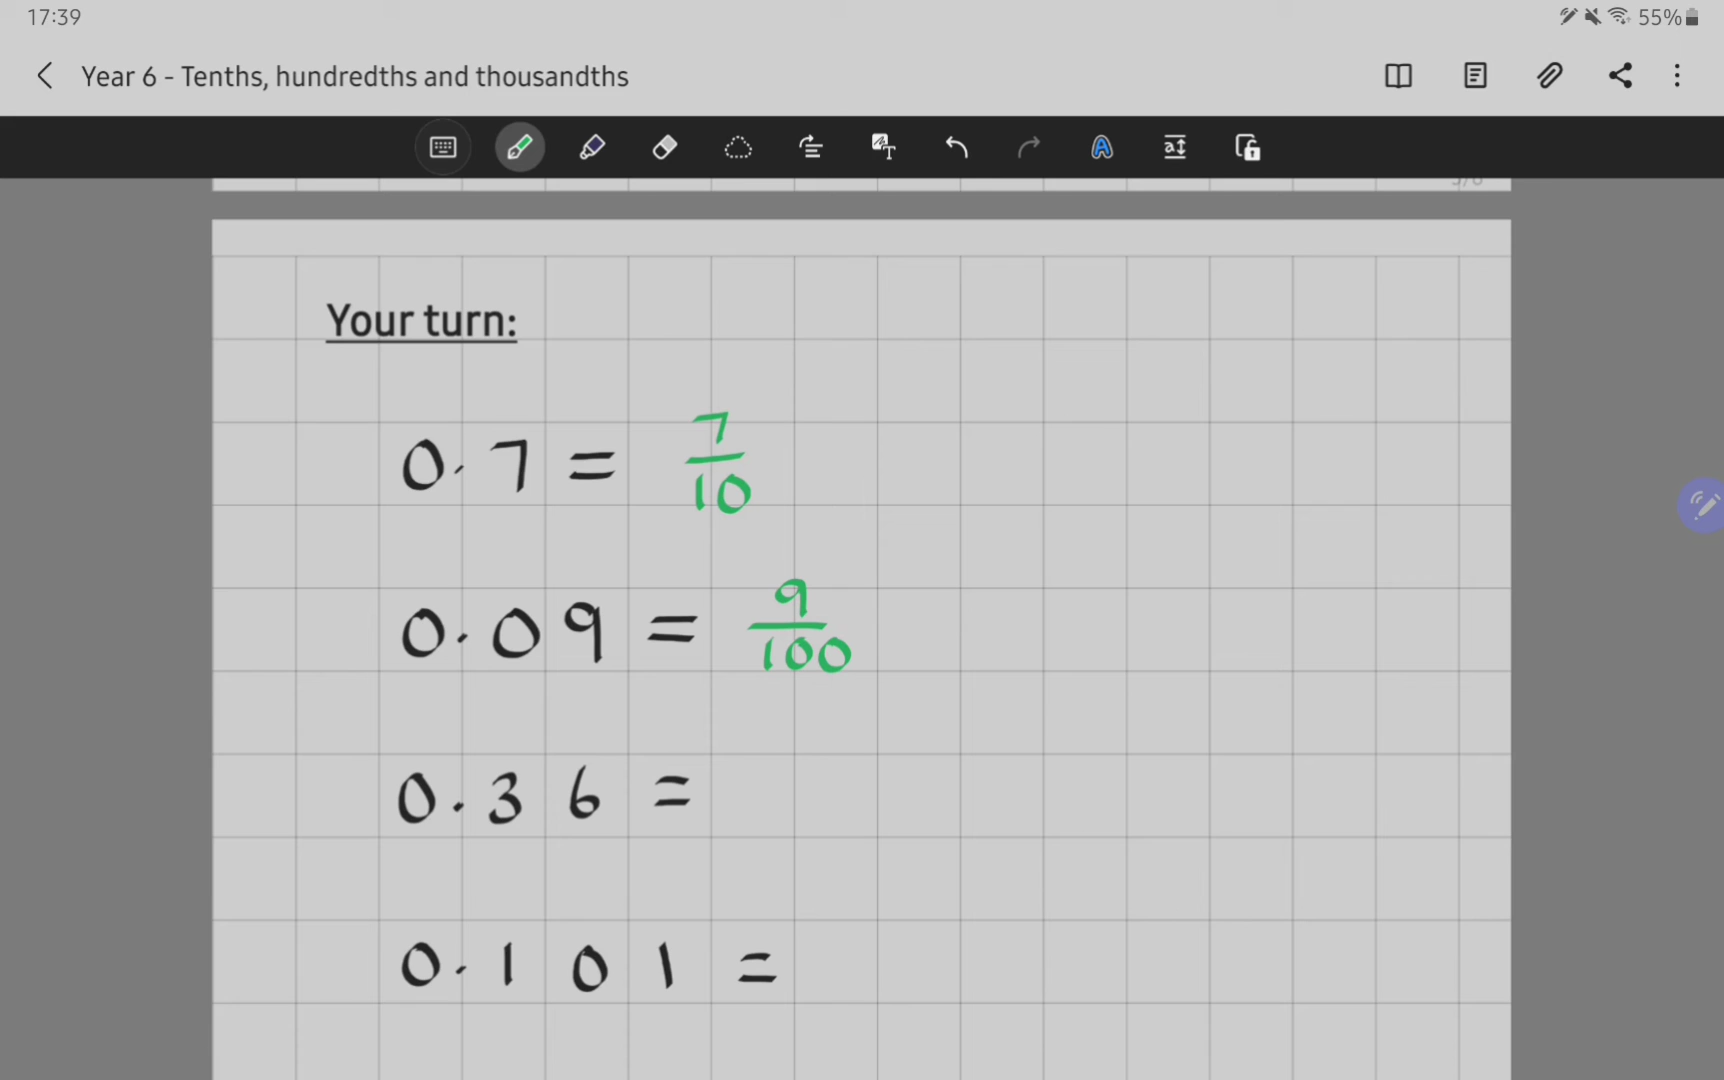 17:39
55%
Year 6 - Tenths, hundredths and thousandths
Your turn:
0.7 = 7/10
0.09 = 9/100
0.36 =
0.101 =